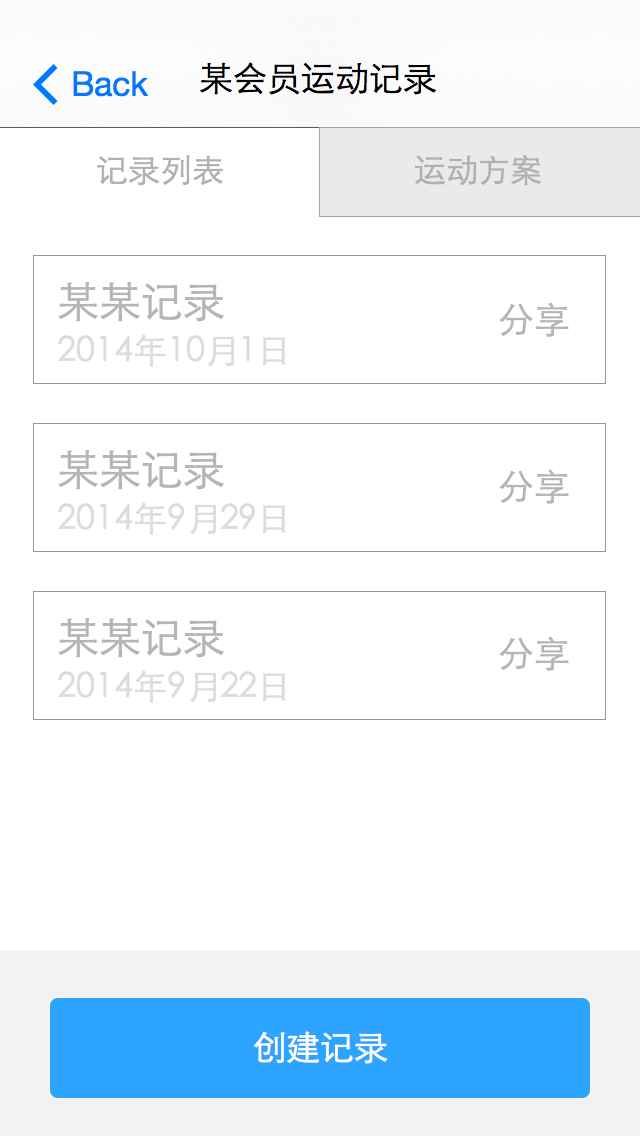 Back
某会员运动记录
记录列表
运动方案
某某记录
2014年10月1日
分享
某某记录
2014年9月29日
分享
某某记录
2014年9月22日
分享
创建记录